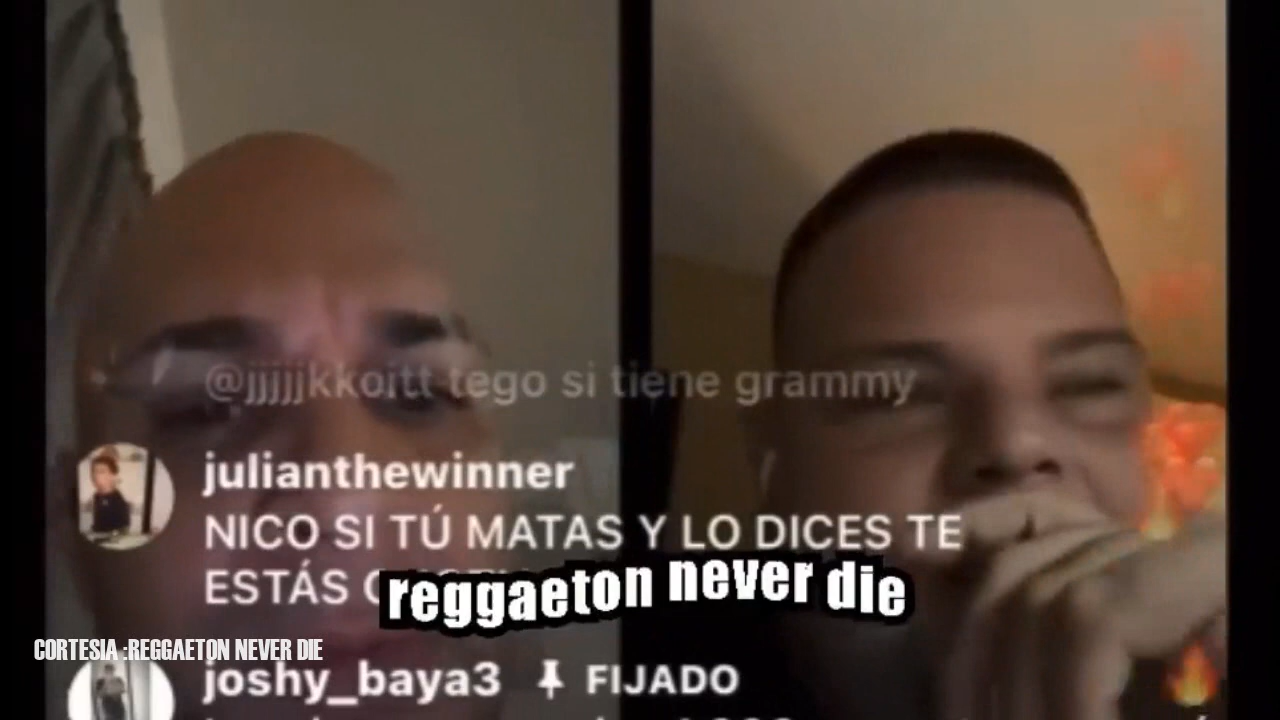 @jjjjjkkoitt tego si tiene grammy
julianthewinner
NICO SI TÚ MATAS Y LO DICES TE
ESTÁS
reggaeton never die
CORTESIA :REGGAETON NEVER DIE
joshy_baya3 FIJADO